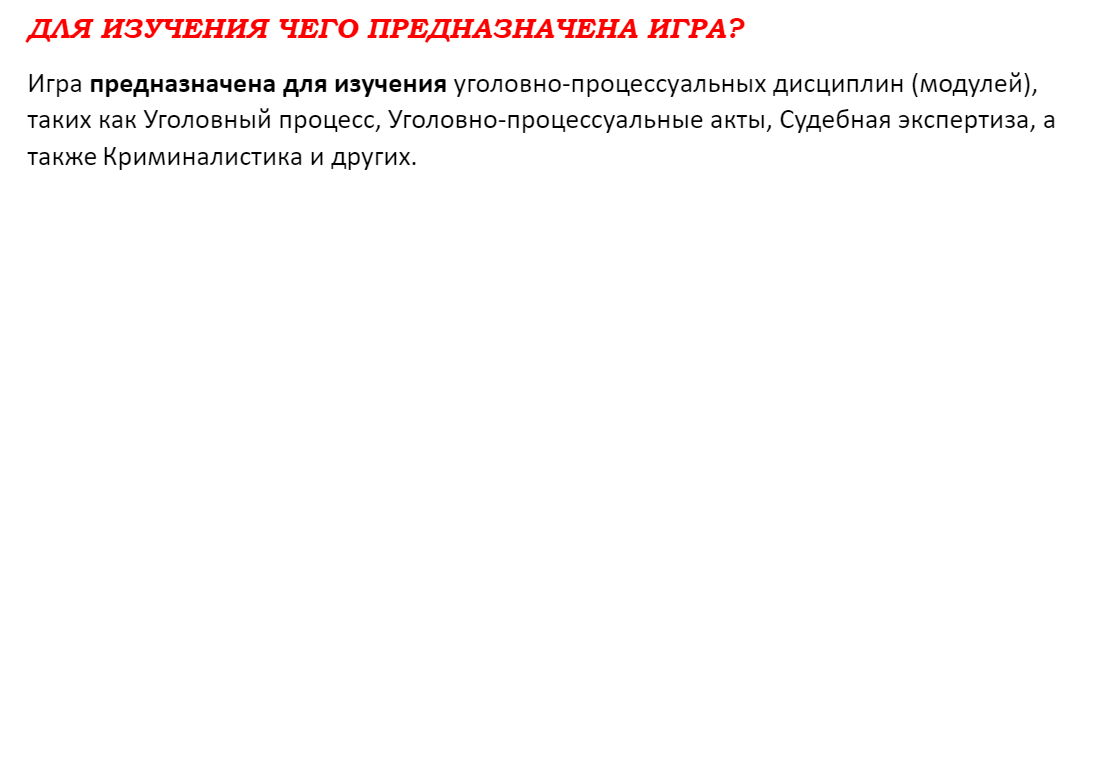 ДЛЯ ИЗУЧЕНИЯ ЧЕГО ПРЕДНАЗНАЧЕНА ИГРА?
Игра предназначена для изучения уголовно-процессуальных дисциплин (модулей),
таких как Уголовный процесс, Уголовно-процессуальные акты, Судебная экспертиза, а
также Криминалистика и других.